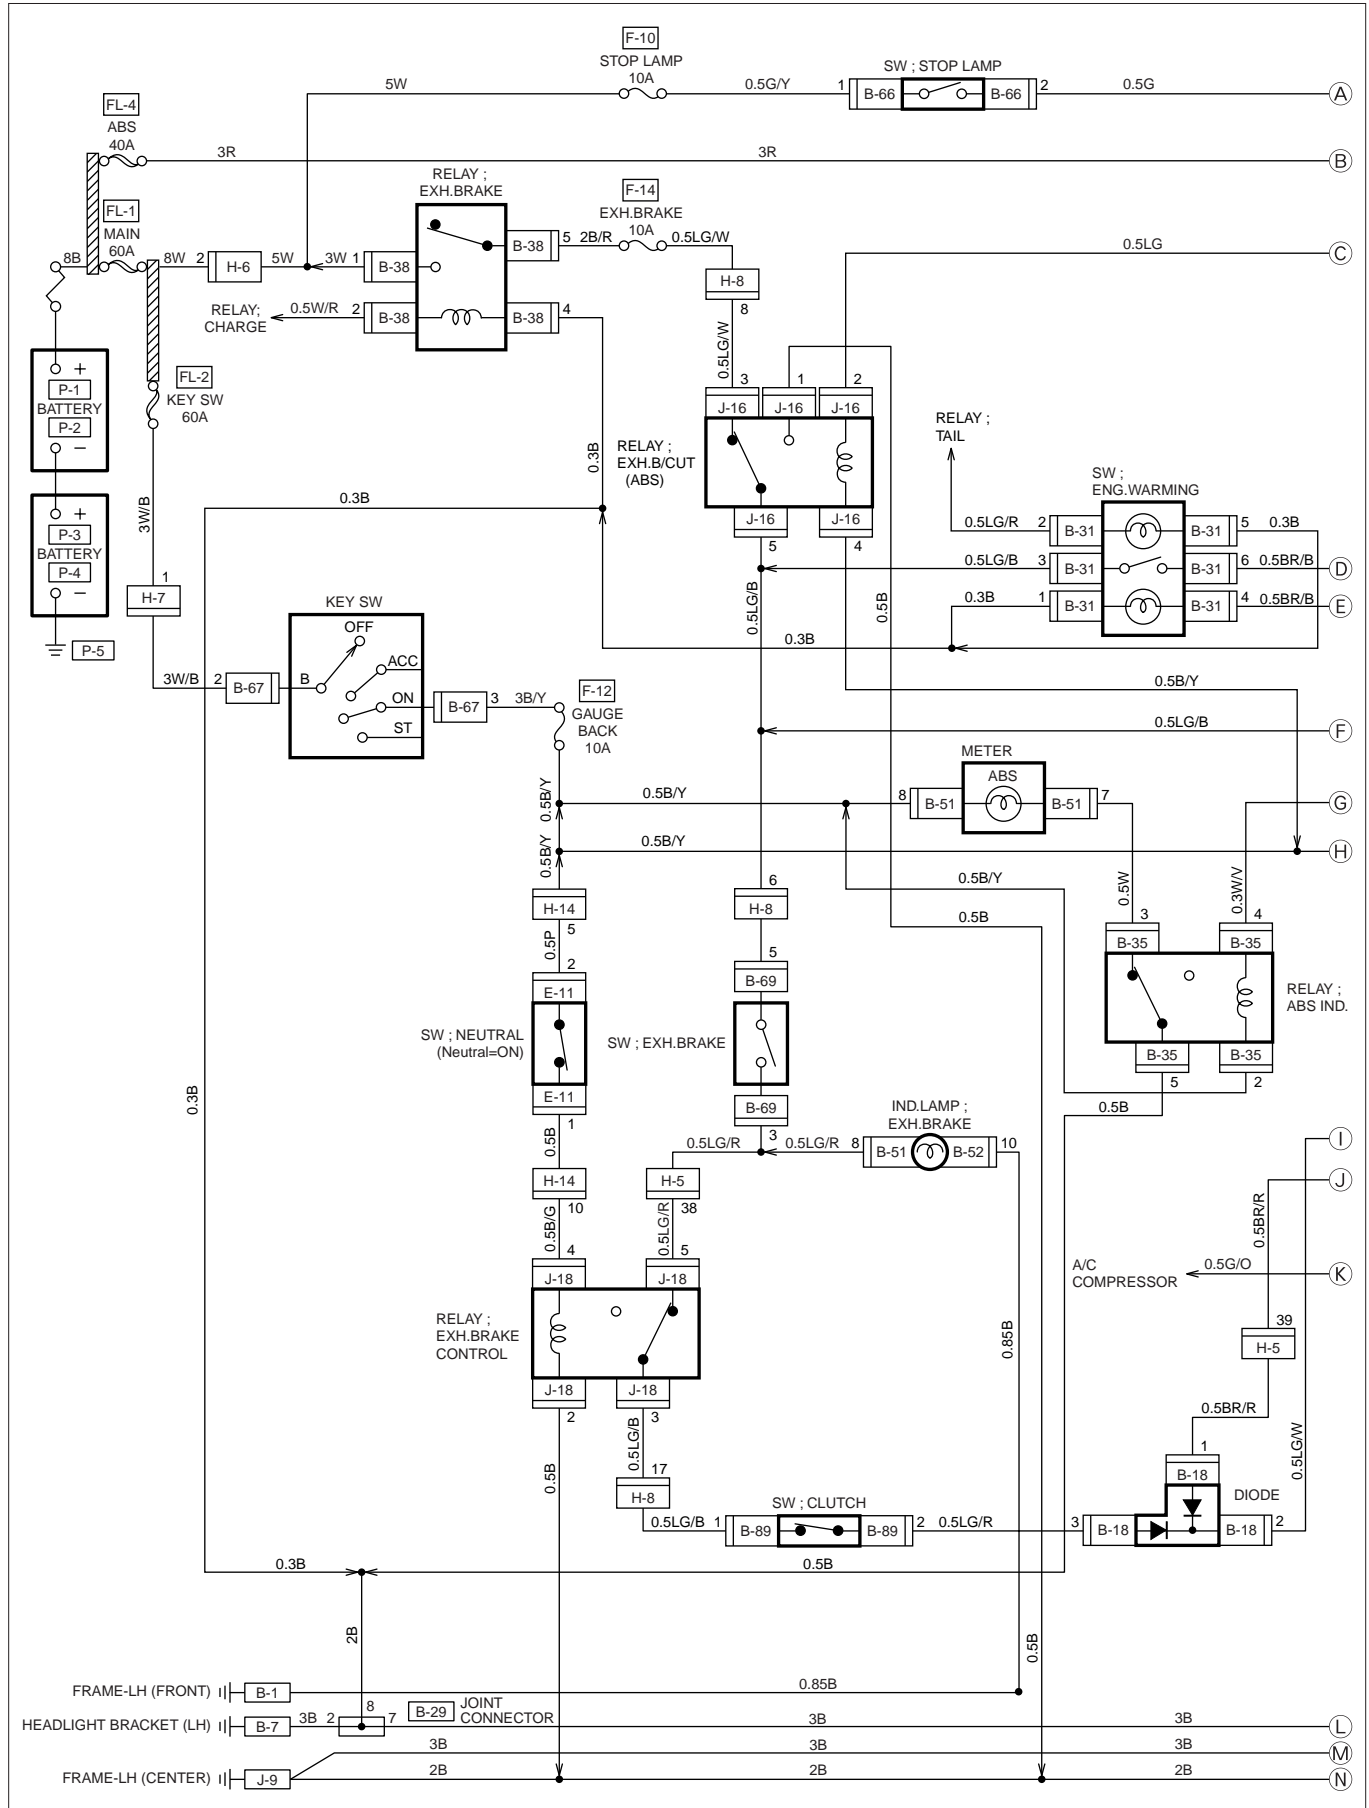 F-10
STOP LAMP
10A
5W
0.5G/Y
SW ; STOP LAMP
1
B-66
B-66
2
0.5G
A
FL-4
ABS
40A
3R
3R
B
RELAY ;
EXH.BRAKE
F-14
EXH.BRAKE
10A
FL-1
MAIN
60A
8B
8W
2
H-6
5W
3W
1
B-38
B-38
5
2B/R
0.5LG/W
0.5LG
C
H-8
8
RELAY;
CHARGE
0.5W/R
2
B-38
B-38
4
0.5LG/W
FL-2
KEY SW
60A
+
P-1
BATTERY
P-2
−
3
1
2
J-16
J-16
J-16
RELAY ;
EXH.B/CUT
(ABS)
RELAY ;
TAIL
0.3B
SW ;
ENG.WARMING
+
P-3
BATTERY
P-4
−
3W/B
0.3B
J-16
J-16
5
4
0.5LG/R
2
B-31
B-31
5
0.3B
0.5LG/B
3
B-31
B-31
6
0.5BR/B
D
0.3B
1
B-31
B-31
4
0.5BR/B
E
1
H-7
P-5
KEY SW
0.5LG/B
0.5B
0.3B
OFF
ACC
B
ON
ST
3W/B
2
B-67
B-67
3
3B/Y
F-12
GAUGE
BACK
10A
0.5B/Y
0.5LG/B
F
METER
ABS
0.5B/Y
0.5B/Y
8
B-51
B-51
7
G
0.5B/Y
0.5B/Y
H
0.5B/Y
0.5W
0.3W/V
H-14
5
6
H-8
0.5B
3
4
B-35
B-35
0.5P
2
E-11
5
B-69
RELAY ;
ABS IND.
SW ; NEUTRAL
(Neutral=ON)
SW ; EXH.BRAKE
B-35
B-35
5
2
E-11
1
B-69
3
0.3B
0.5B
IND.LAMP ;
EXH.BRAKE
0.5B
0.5LG/R
0.5LG/R
8
B-51
B-52
10
I
H-14
10
H-5
38
J
0.5B/G
0.5LG/R
0.5BR/R
4
5
J-18
J-18
A/C
COMPRESSOR
0.5G/O
K
RELAY ;
EXH.BRAKE
CONTROL
0.85B
39
H-5
J-18
J-18
2
3
0.5BR/R
0.5LG/B
0.5LG/W
0.5B
17
H-8
1
B-18
SW ; CLUTCH
DIODE
0.5LG/B
1
B-89
B-89
2
0.5LG/R
3
B-18
B-18
2
0.3B
0.5B
2B
0.5B
FRAME-LH (FRONT)
B-1
0.85B
8
B-29
JOINT
CONNECTOR
HEADLIGHT BRACKET (LH)
B-7
3B
2
7
3B
3B
L
3B
3B
3B
M
FRAME-LH (CENTER)
J-9
2B
2B
2B
N